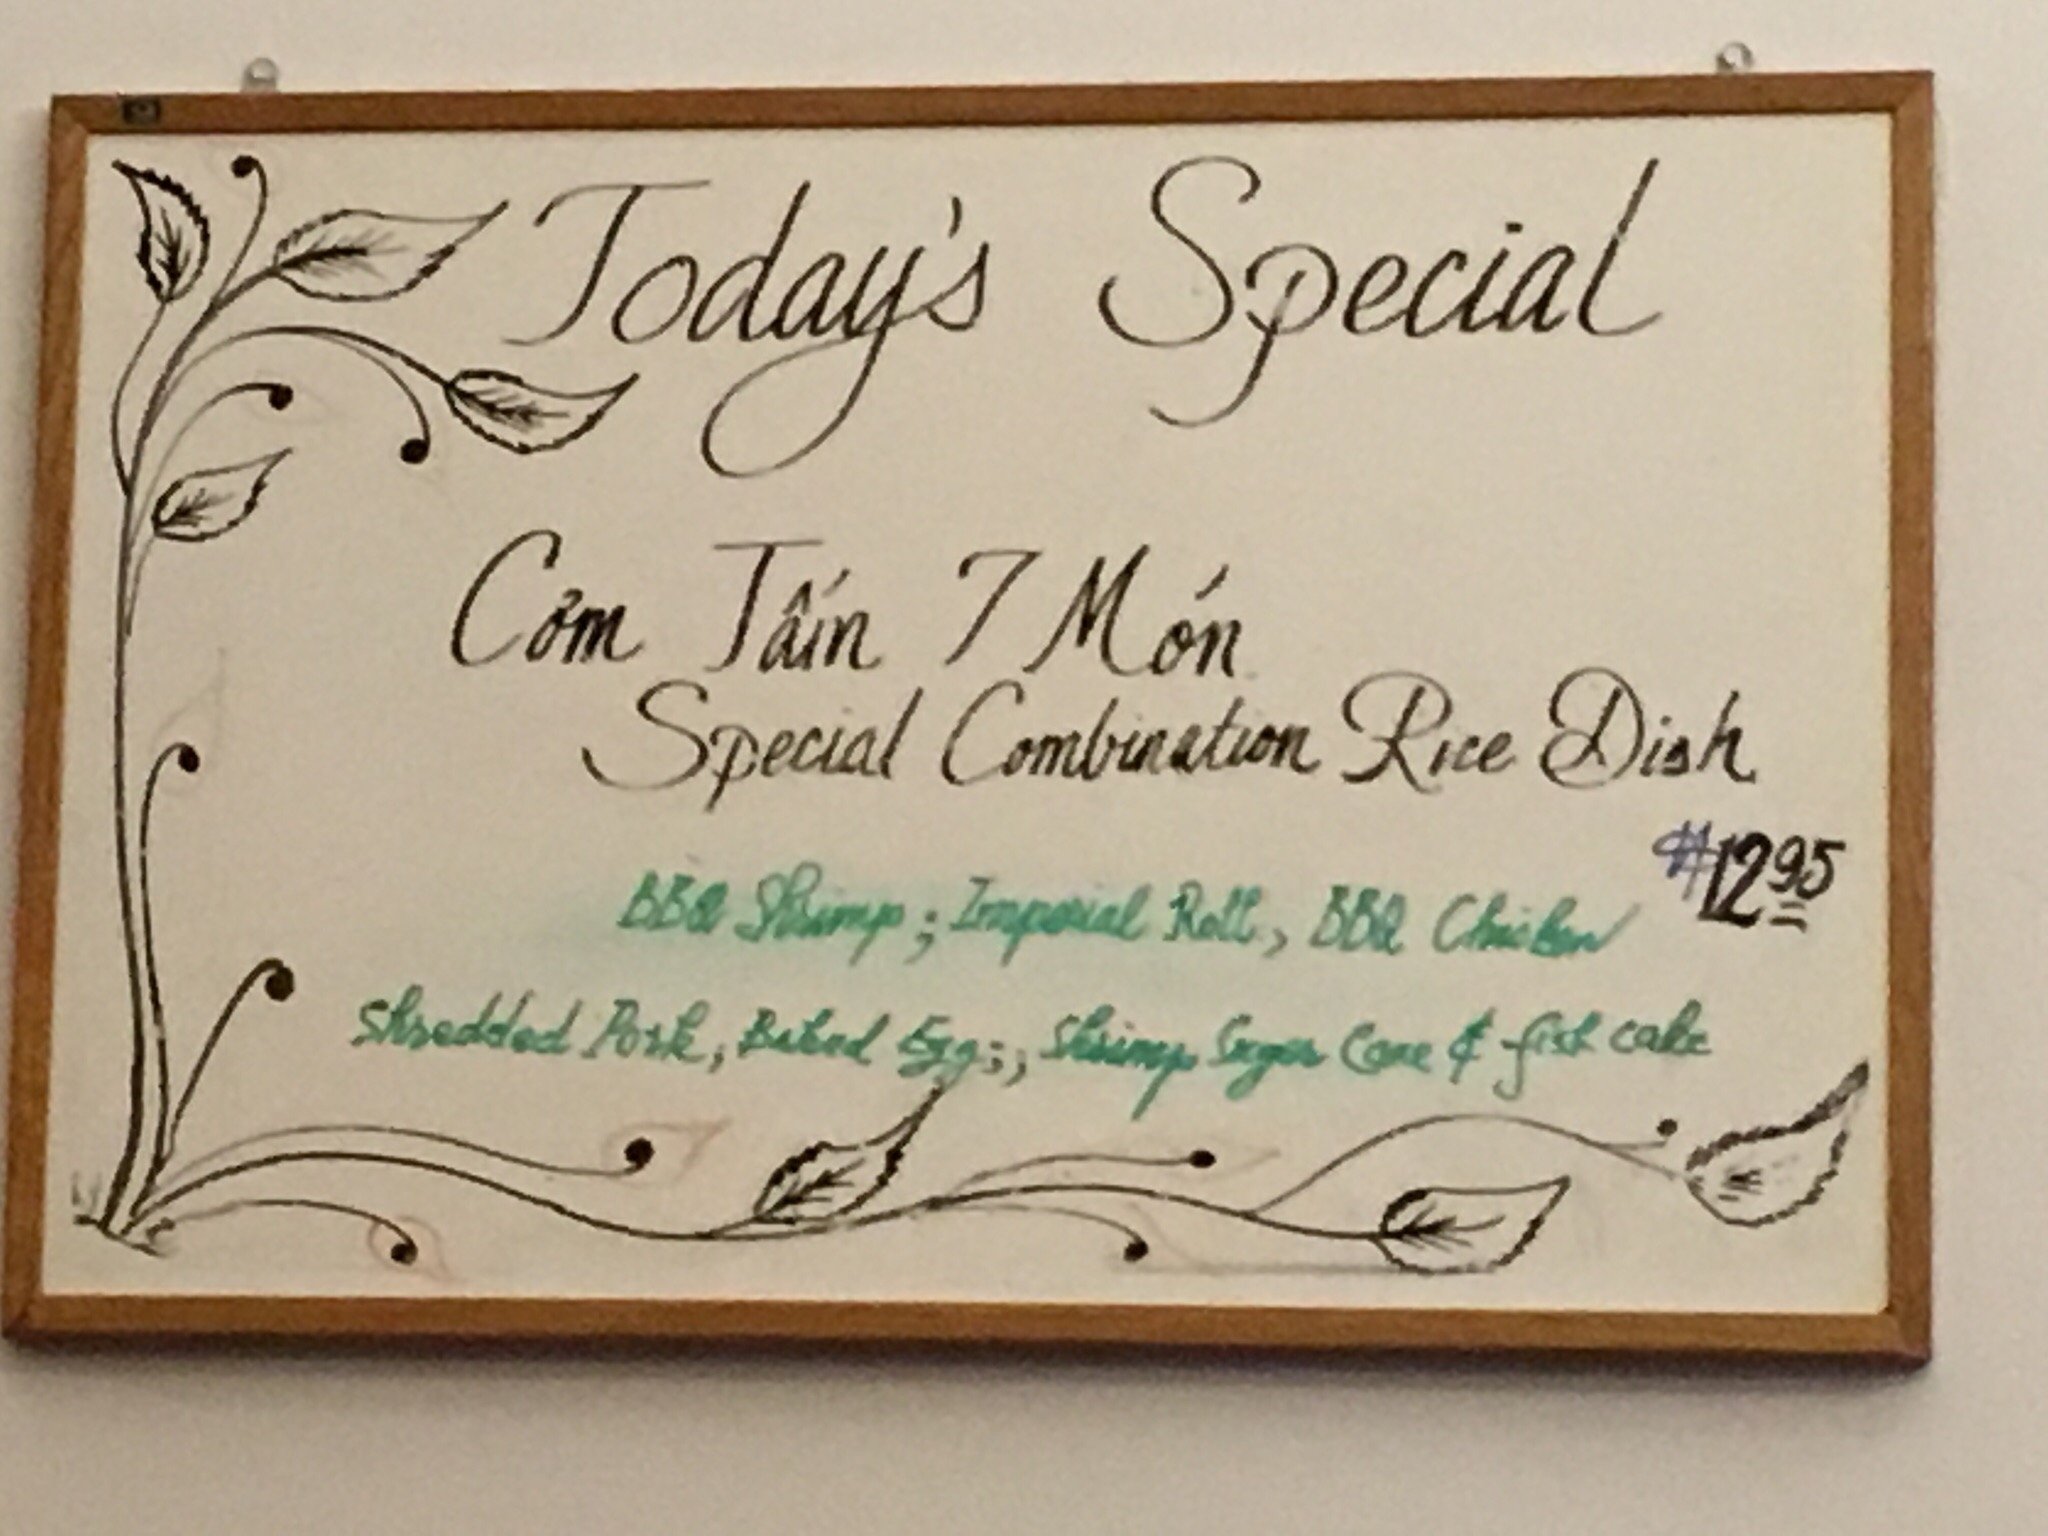 Today's Special
Cơm Tấm 7 Món
Special Combination Rice Dish
$12.95
BBQ Shrimp; Imperial Roll, BBQ Chicken
Shredded Pork, Baked Egg;, Shrimp Sugar Cane & fish cake